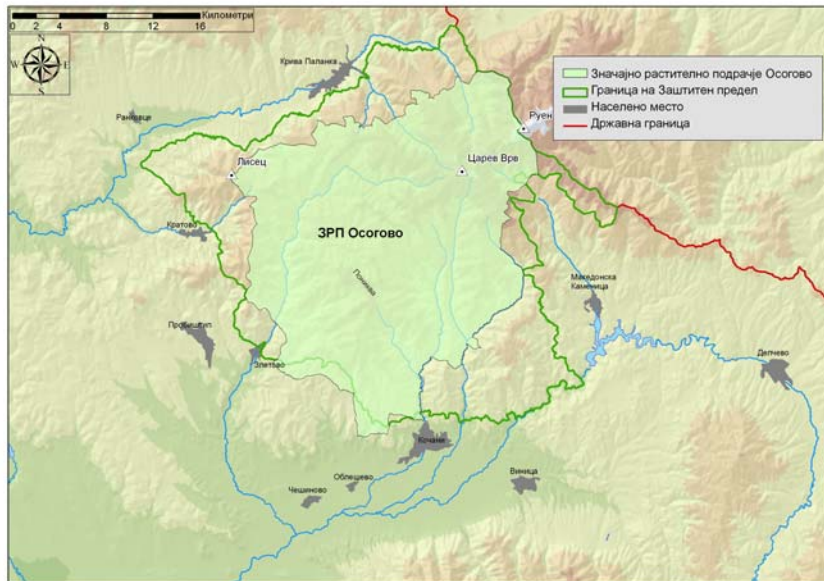 Километри
0 2 4 8 12 16
N
W E
S
Значајно растително подрачје Осогово
Граница на Заштитен предел
Населено место
Државна граница
Крива Паланка
Ранковце
Руен
Лисец
Царев Врв
Кратово
ЗРП Осогово
Пониква
Македонска
Каменица
Пробиштип
Злетово
Делчево
Кочани
Облешево
Чешиново
Виница